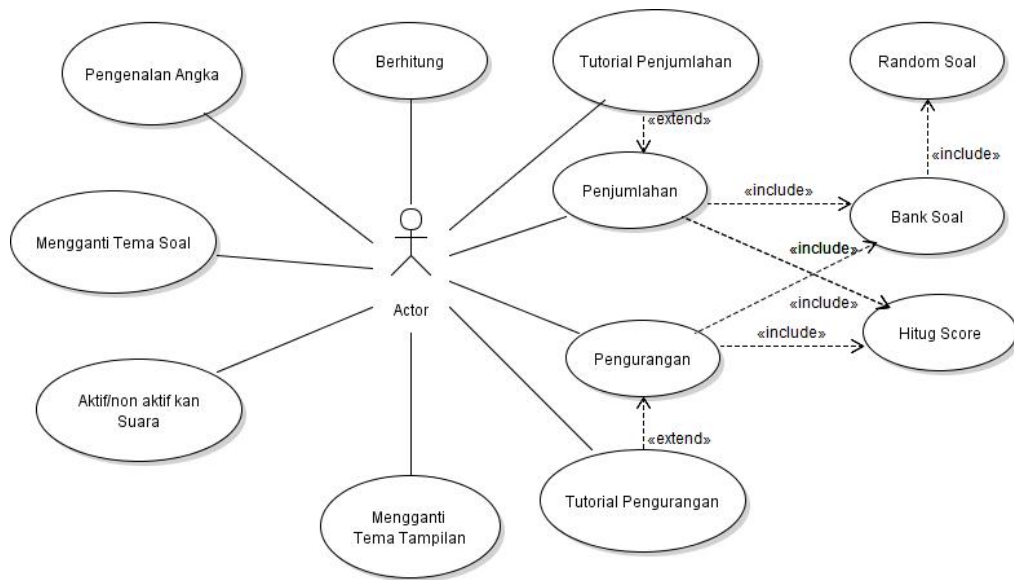 Pengenalan Angka
Berhitung
Tutorial Penjumlahan
Random Soal
«extend»
«include»
Penjumlahan
«include»
Bank Soal
Mengganti Tema Soal
«include»
Actor
«include»
«include»
Hitug Score
Pengurangan
Aktif/non aktif kan
Suara
«extend»
Tutorial Pengurangan
Mengganti
Tema Tampilan